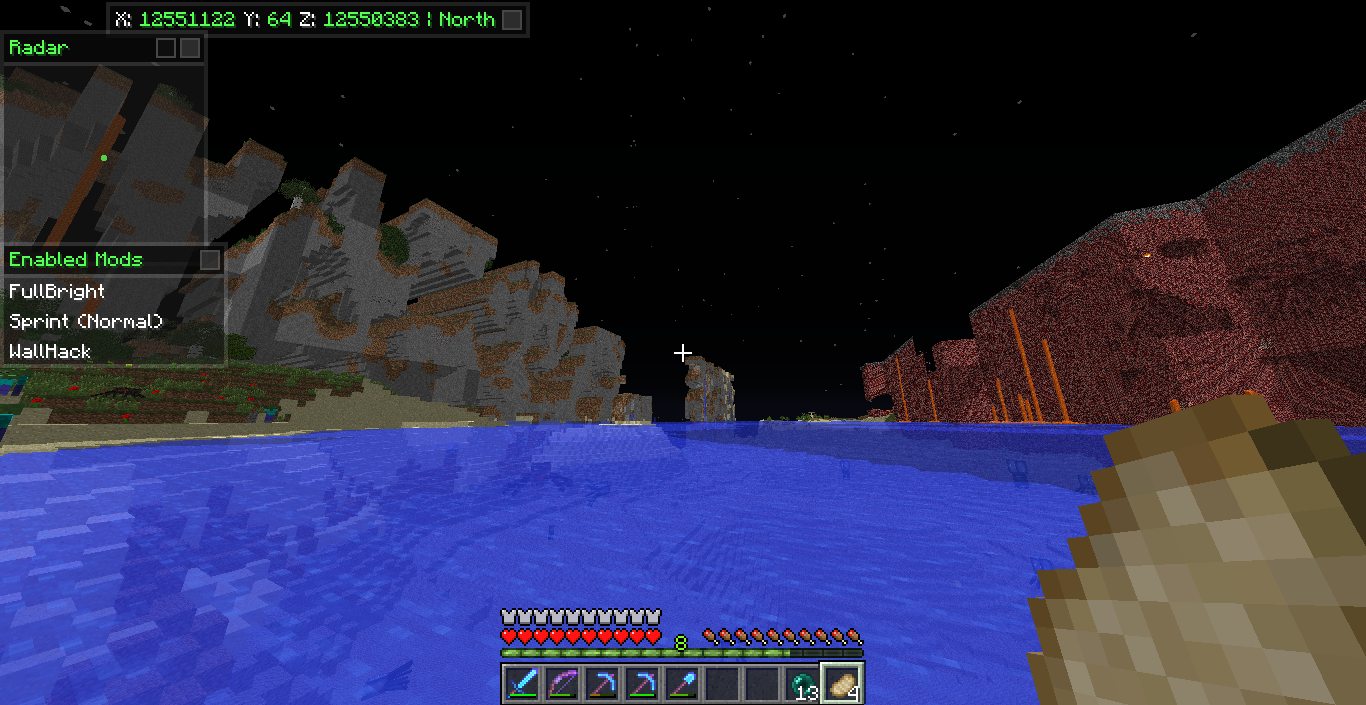 X: 12551122 Y: 64 Z: 12550383 ¦ North
Radar
Enabled Mods
FullBright
Sprint (Normal)
WallHack
8
13
4